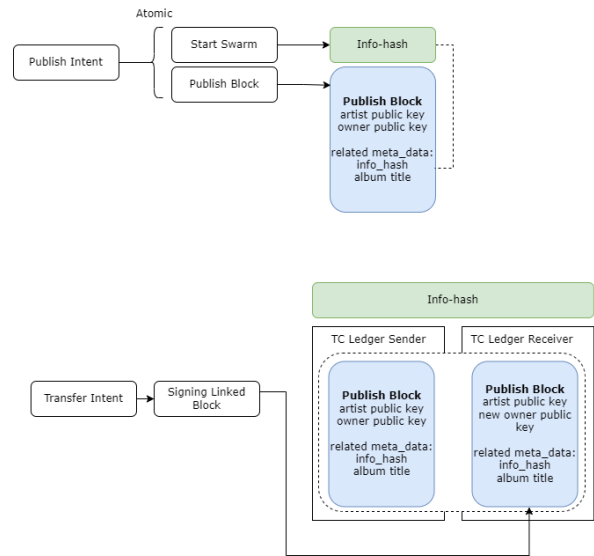 Atomic
Publish Intent
Start Swarm
Info-hash
Publish Block
Publish Block
artist public key
owner public key
related meta_data:
info_hash
album title
Info-hash
TC Ledger Sender
TC Ledger Receiver
Transfer Intent
Signing Linked
Block
Publish Block
artist public key
owner public key
related meta_data:
info_hash
album title
Publish Block
artist public key
new owner public
key
related meta_data:
info_hash
album title